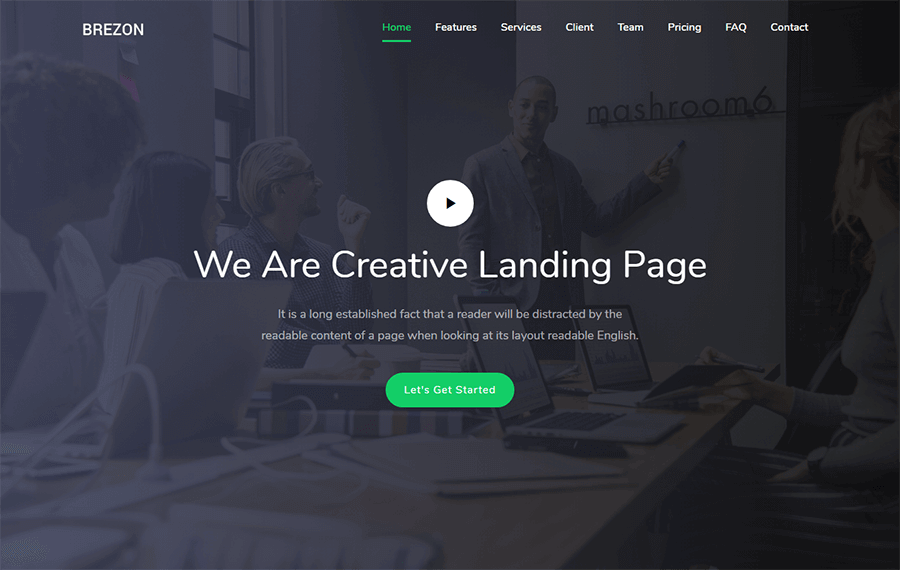 BREZON
Home Features Services Client Team Pricing FAQ Contact
mashroom6
We Are Creative Landing Page
It is a long established fact that a reader will be distracted by the
readable content of a page when looking at its layout readable English.
Let's Get Started